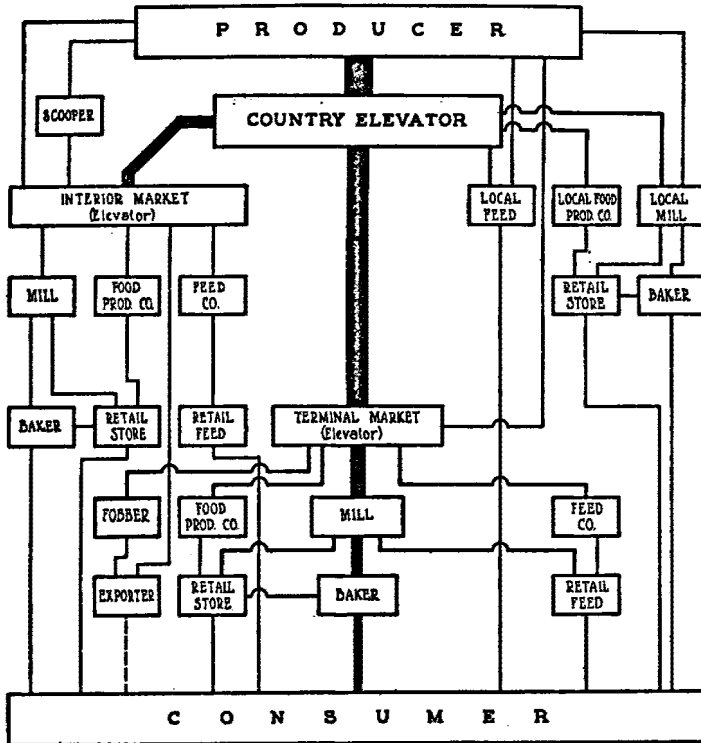 PRODUCER
SCOOPER
COUNTRY ELEVATOR
INTERIOR MARKET
(Elevator)
LOCAL
FEED
LOCAL FOOD
PROD. CO.
LOCAL
MILL
MILL
FOOD
PROD. CO.
FEED
CO.
RETAIL
STORE
BAKER
BAKER
RETAIL
STORE
RETAIL
FEED
TERMINAL MARKET
(Elevator)
FOBBER
FOOD
PROD. CO.
MILL
FEED
CO.
EXPORTER
RETAIL
STORE
BAKER
RETAIL
FEED
CONSUMER